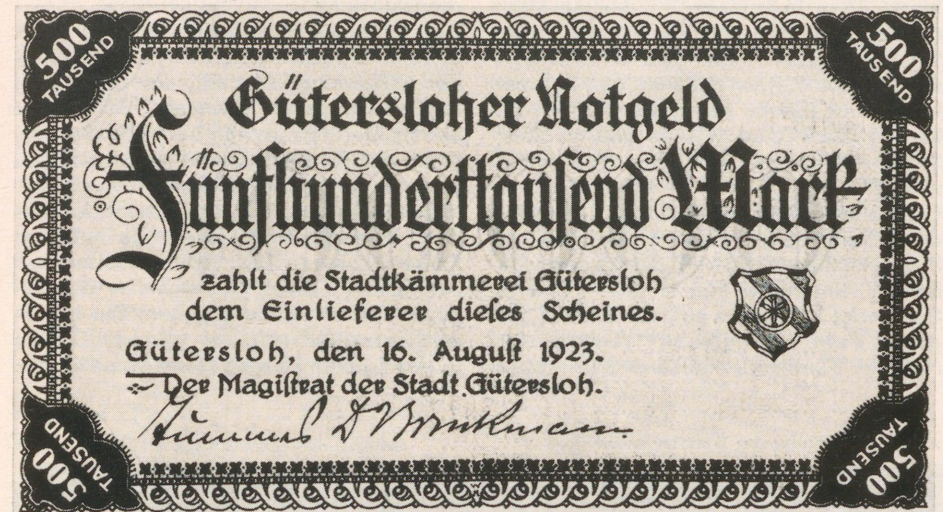 500 TAUSEND
500 TAUSEND
Gütersloher Notgeld
Fünfhunderttauſend Mark
zahlt die Stadtkämmerei Gütersloh
dem Einlieferer dieſes Scheines.
Gütersloh, den 16. Auguſt 1923.
Der Magiſtrat der Stadt Gütersloh.
500 TAUSEND
500 TAUSEND